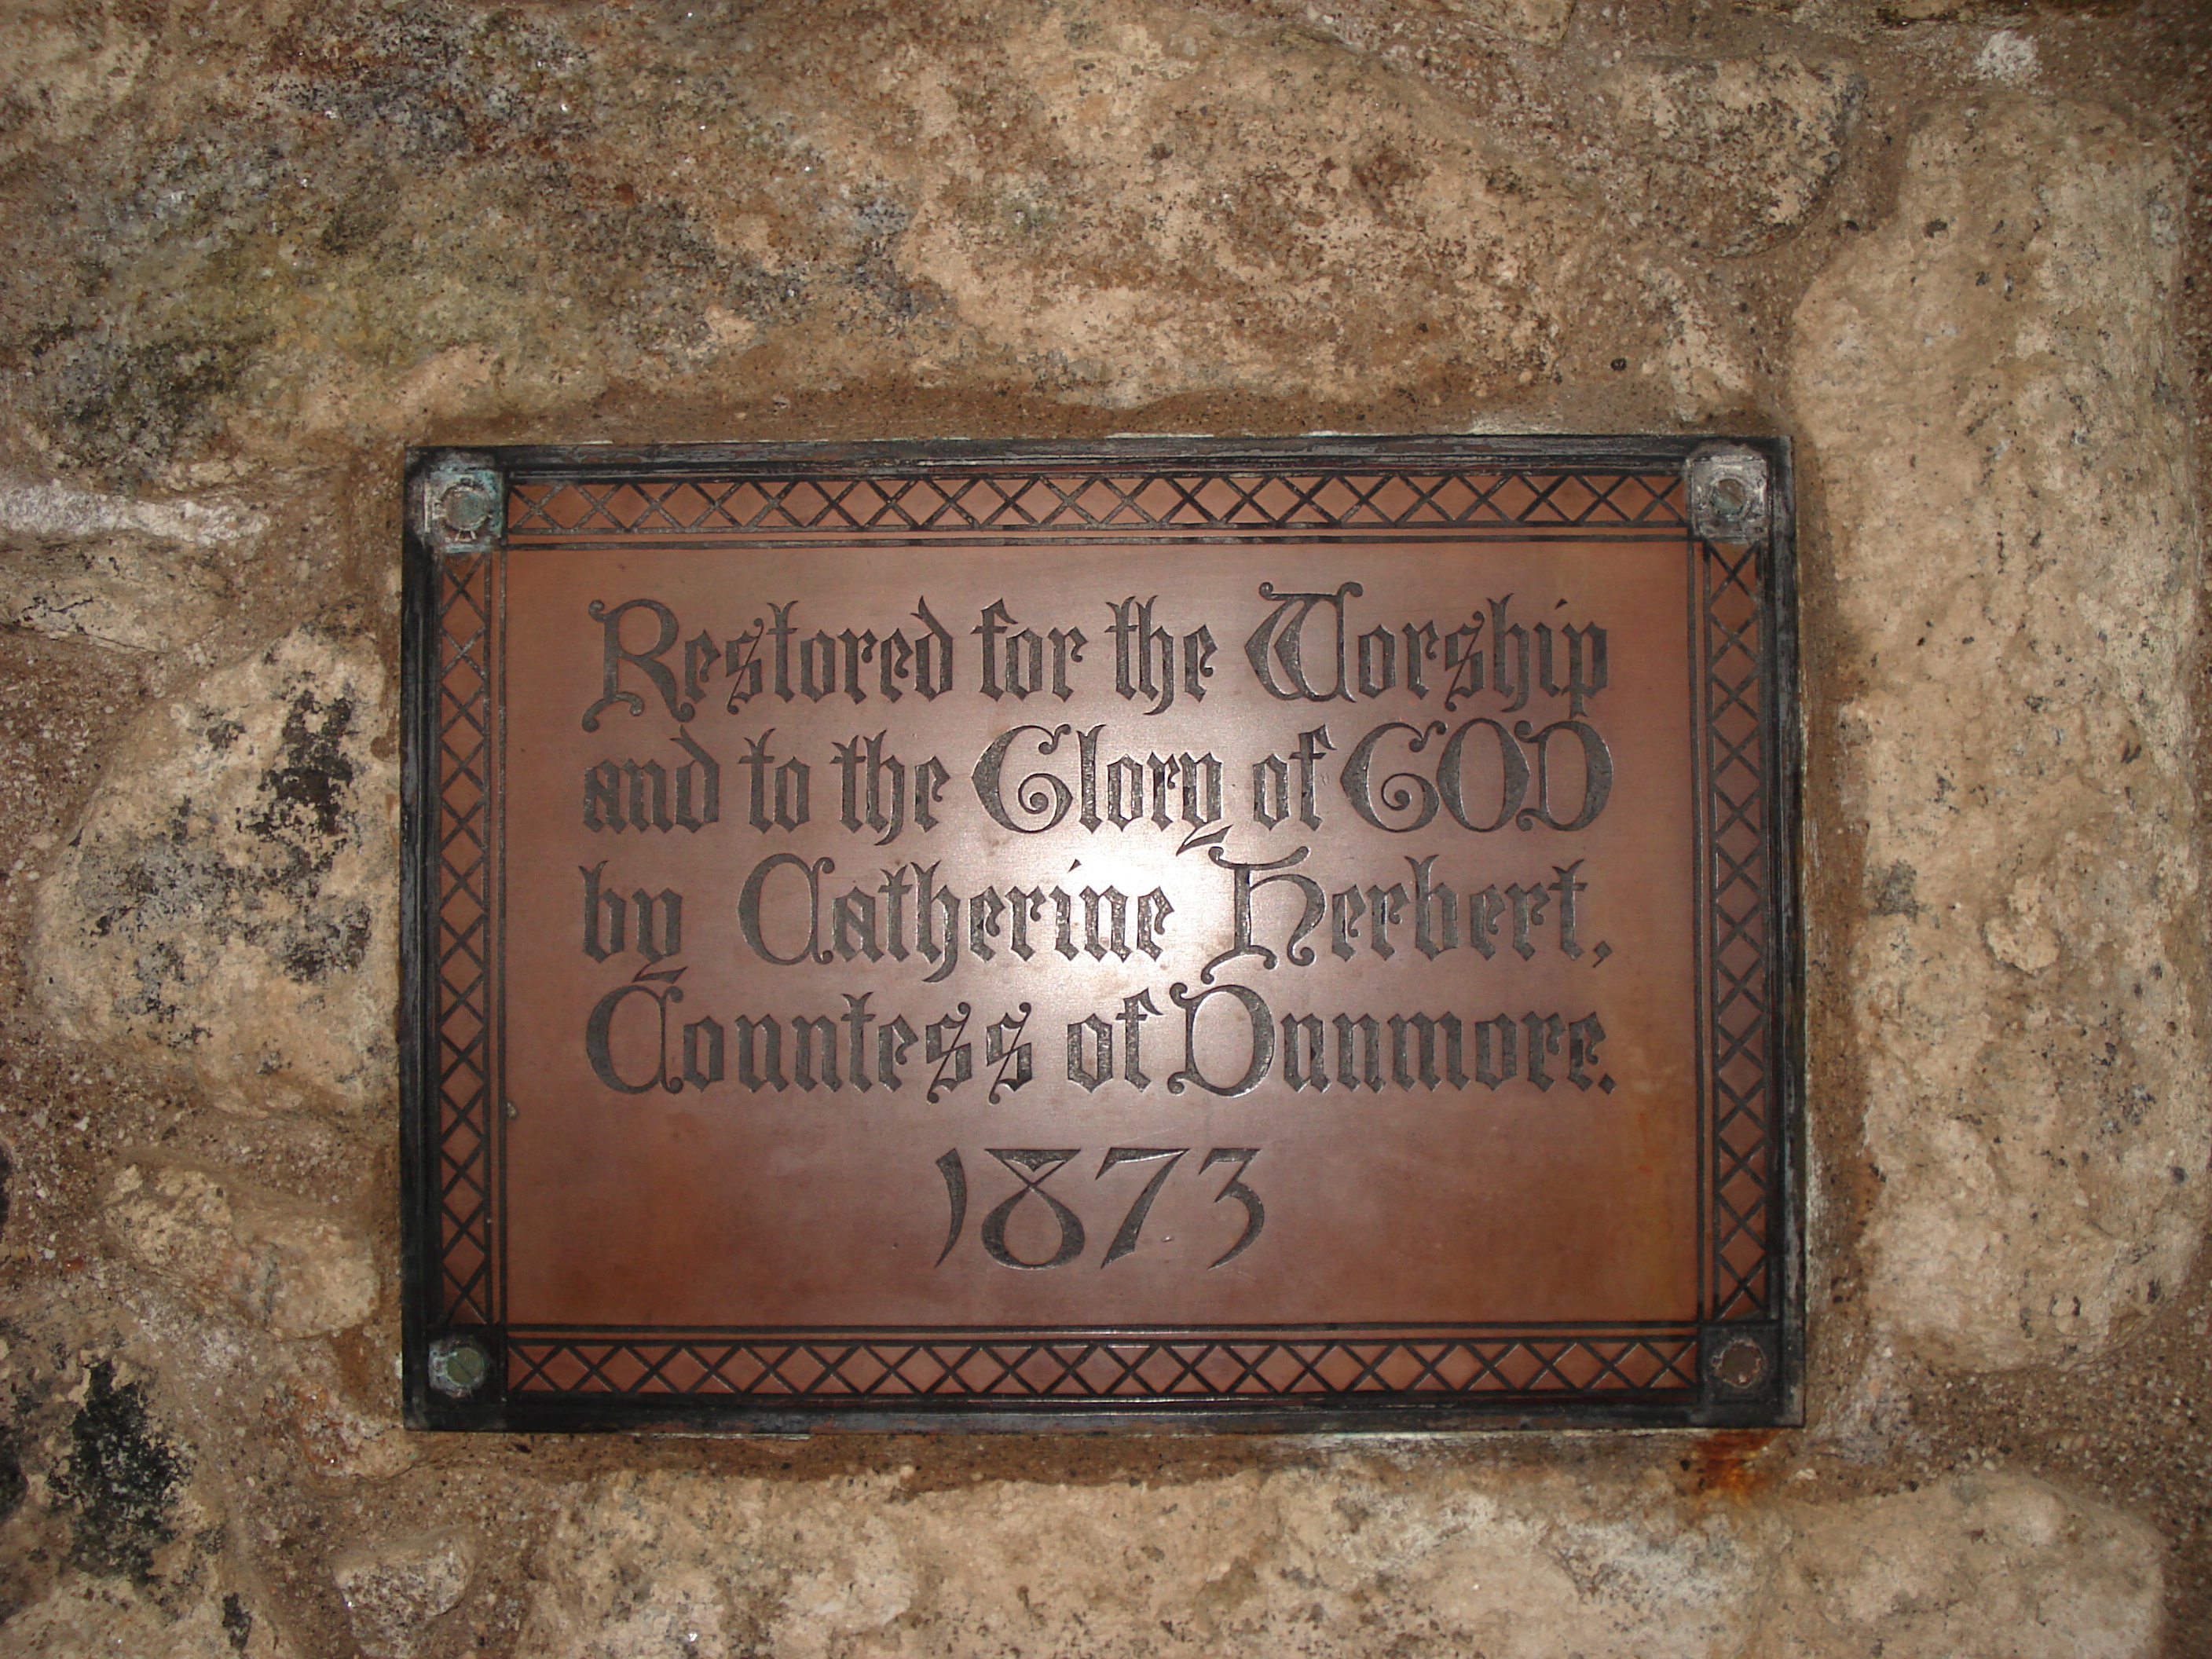 Restored for the Worship
and to the Glory of GOD
by Catherine Herbert,
Countess of Dunmore.
1873